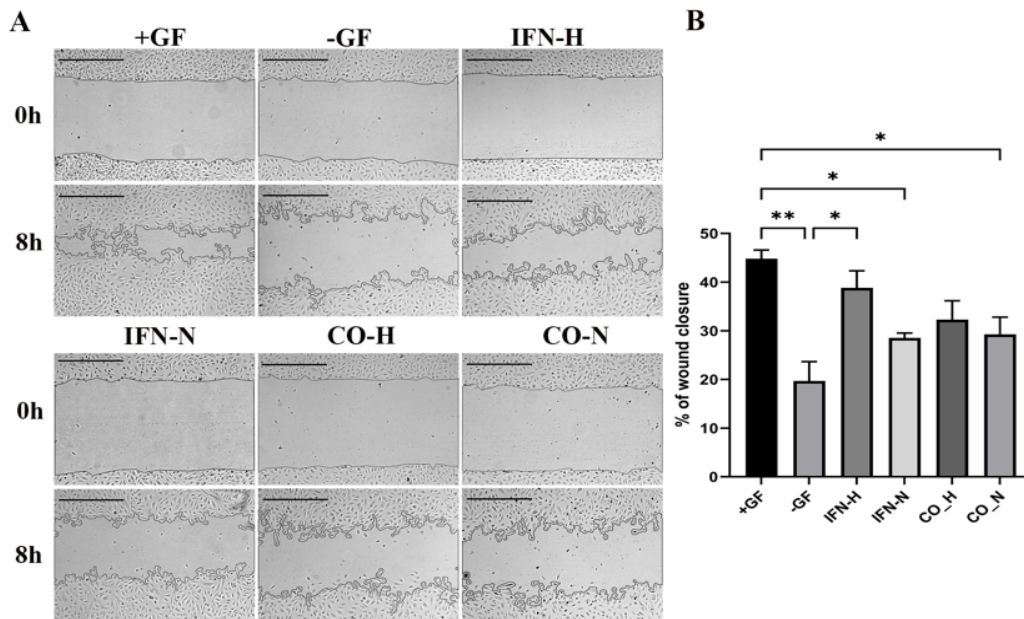 A
+GF -GF IFN-H
0h
8h
IFN-N CO-H CO-N
0h
8h
B
*
*
** *
% of wound closure
50
40
30
20
10
0
+GF -GF IFN-H IFN-N CO_H CO_N